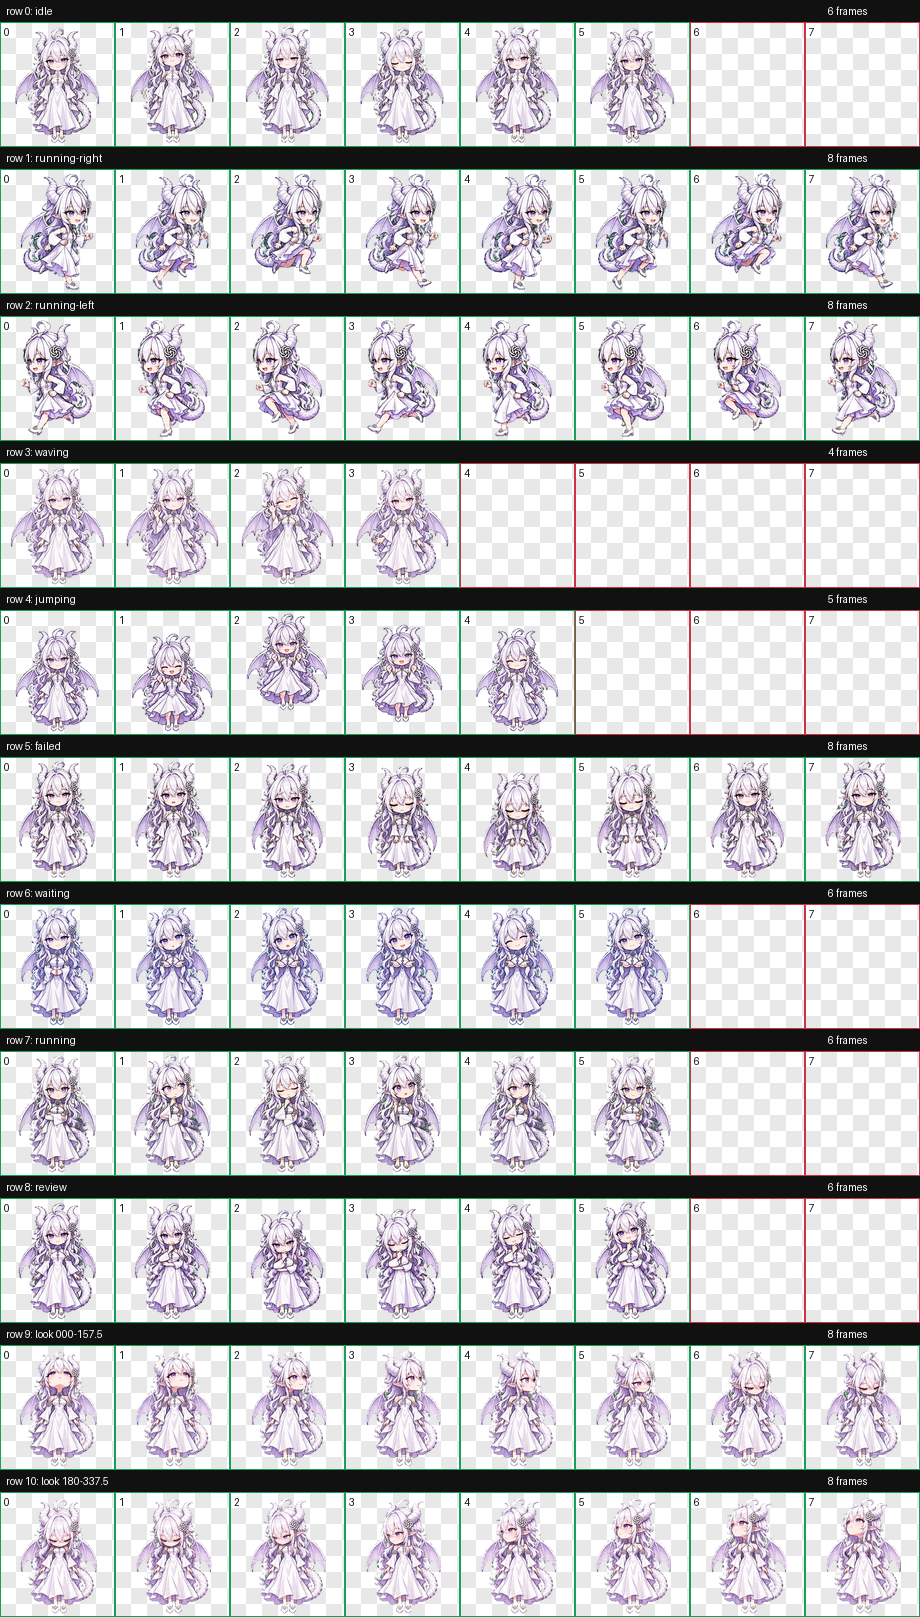 row 0: idle 6 frames
0 1 2 3 4 5 6 7
row 1: running-right 8 frames
0 1 2 3 4 5 6 7
row 2: running-left 8 frames
0 1 2 3 4 5 6 7
row 3: waving 4 frames
0 1 2 3 4 5 6 7
row 4: jumping 5 frames
0 1 2 3 4 5 6 7
row 5: failed 8 frames
0 1 2 3 4 5 6 7
row 6: waiting 6 frames
0 1 2 3 4 5 6 7
row 7: running 6 frames
0 1 2 3 4 5 6 7
row 8: review 6 frames
0 1 2 3 4 5 6 7
row 9: look 000-157.5 8 frames
0 1 2 3 4 5 6 7
row 10: look 180-337.5 8 frames
0 1 2 3 4 5 6 7